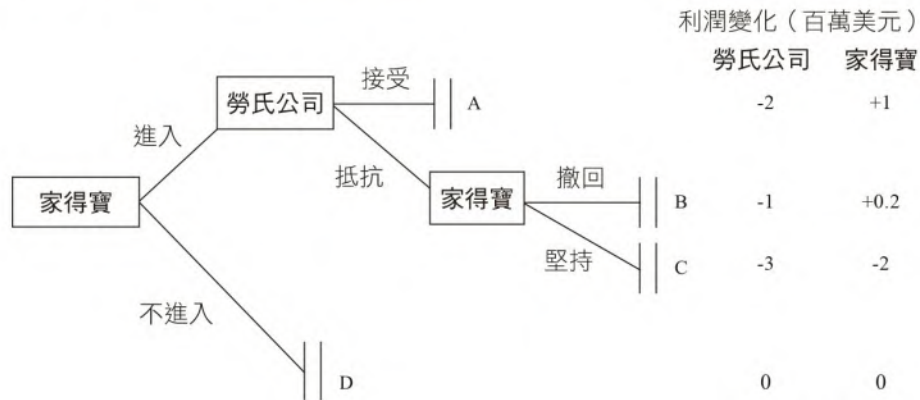 利潤變化(百萬美元)
勞氏公司 家得寶
勞氏公司 接受 A -2 +1
進入
抵抗
家得寶 家得寶 撤回 B -1 +0.2
堅持 C -3 -2
不進入
D 0 0